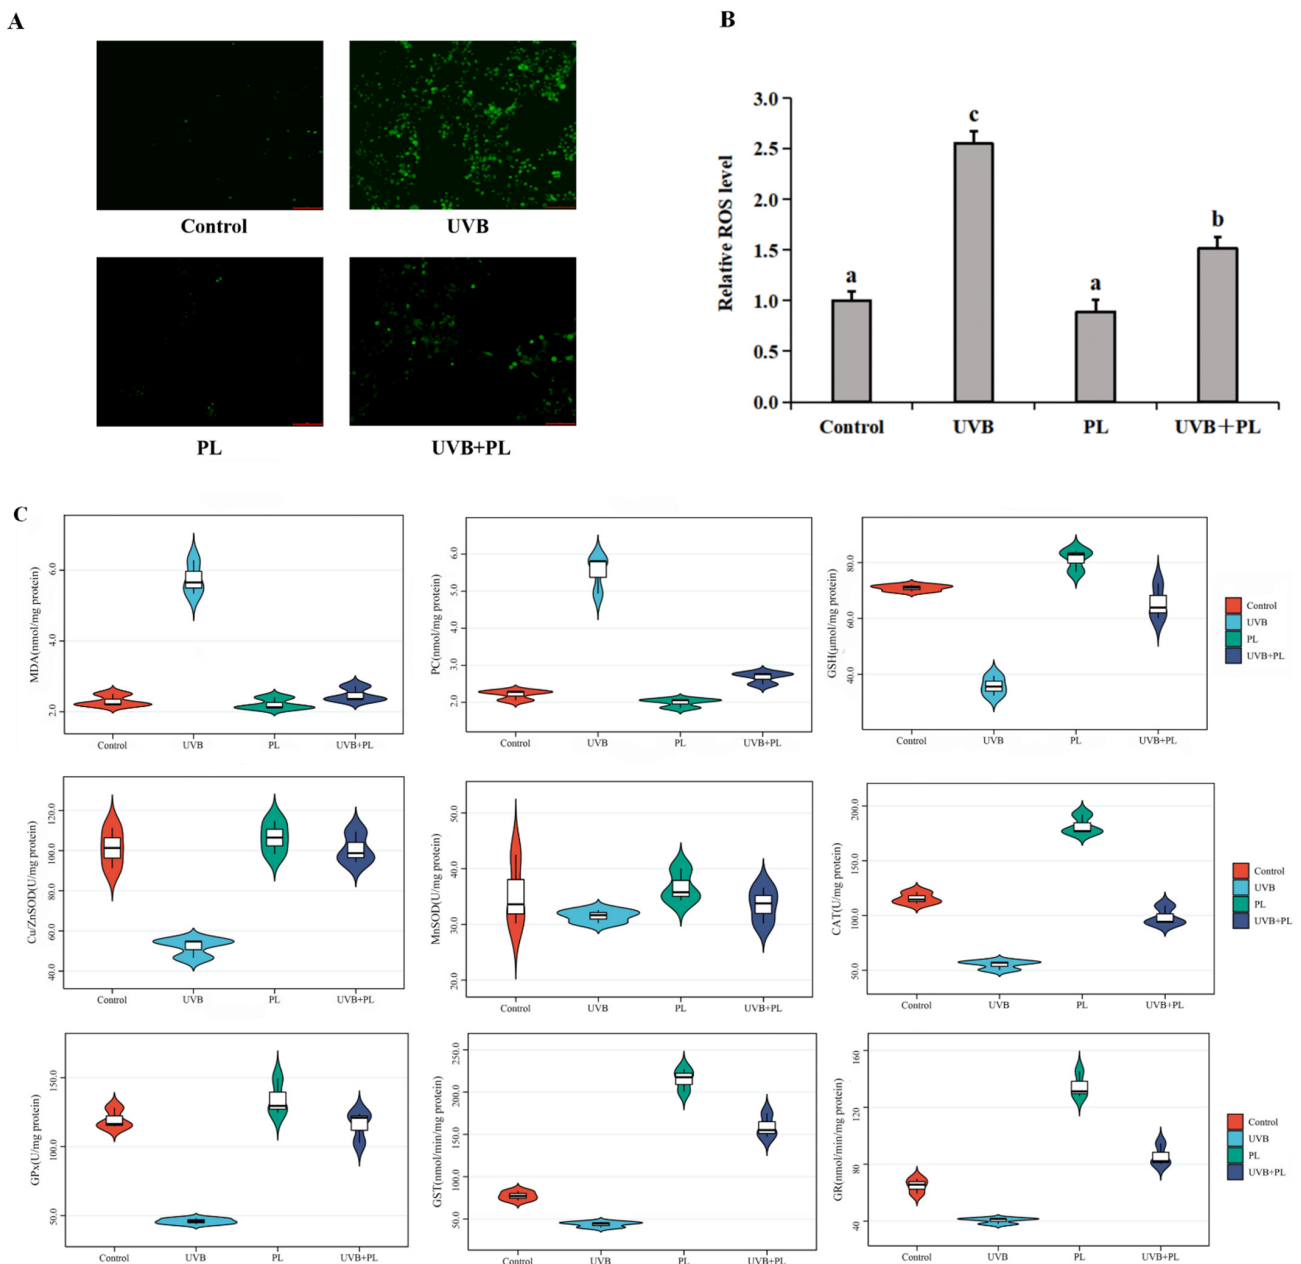 A
Control
UVB
PL
UVB+PL
B
Relative ROS level
3.0
2.5
2.0
1.5
1.0
0.5
0.0
a
c
a
b
Control
UVB
PL
UVB+PL
C
MDA(nmol/mg protein)
6.0
4.0
2.0
Control
UVB
PL
UVB+PL
PC(nmol/mg protein)
6.0
5.0
4.0
3.0
2.0
Control
UVB
PL
UVB+PL
GSH(μmol/mg protein)
80.0
60.0
40.0
Control
UVB
PL
UVB+PL
Control
UVB
PL
UVB+PL
Cu/ZnSOD(U/mg protein)
120.0
100.0
80.0
60.0
40.0
Control
UVB
PL
UVB+PL
MnSOD(U/mg protein)
50.0
40.0
30.0
20.0
Control
UVB
PL
UVB+PL
CAT(U/mg protein)
200.0
150.0
100.0
50.0
Control
UVB
PL
UVB+PL
Control
UVB
PL
UVB+PL
GPx(U/mg protein)
150.0
100.0
50.0
Control
UVB
PL
UVB+PL
GST(nmol/min/mg protein)
250.0
200.0
150.0
100.0
50.0
Control
UVB
PL
UVB+PL
GR(nmol/min/mg protein)
160
120
80
40
Control
UVB
PL
UVB+PL
Control
UVB
PL
UVB+PL